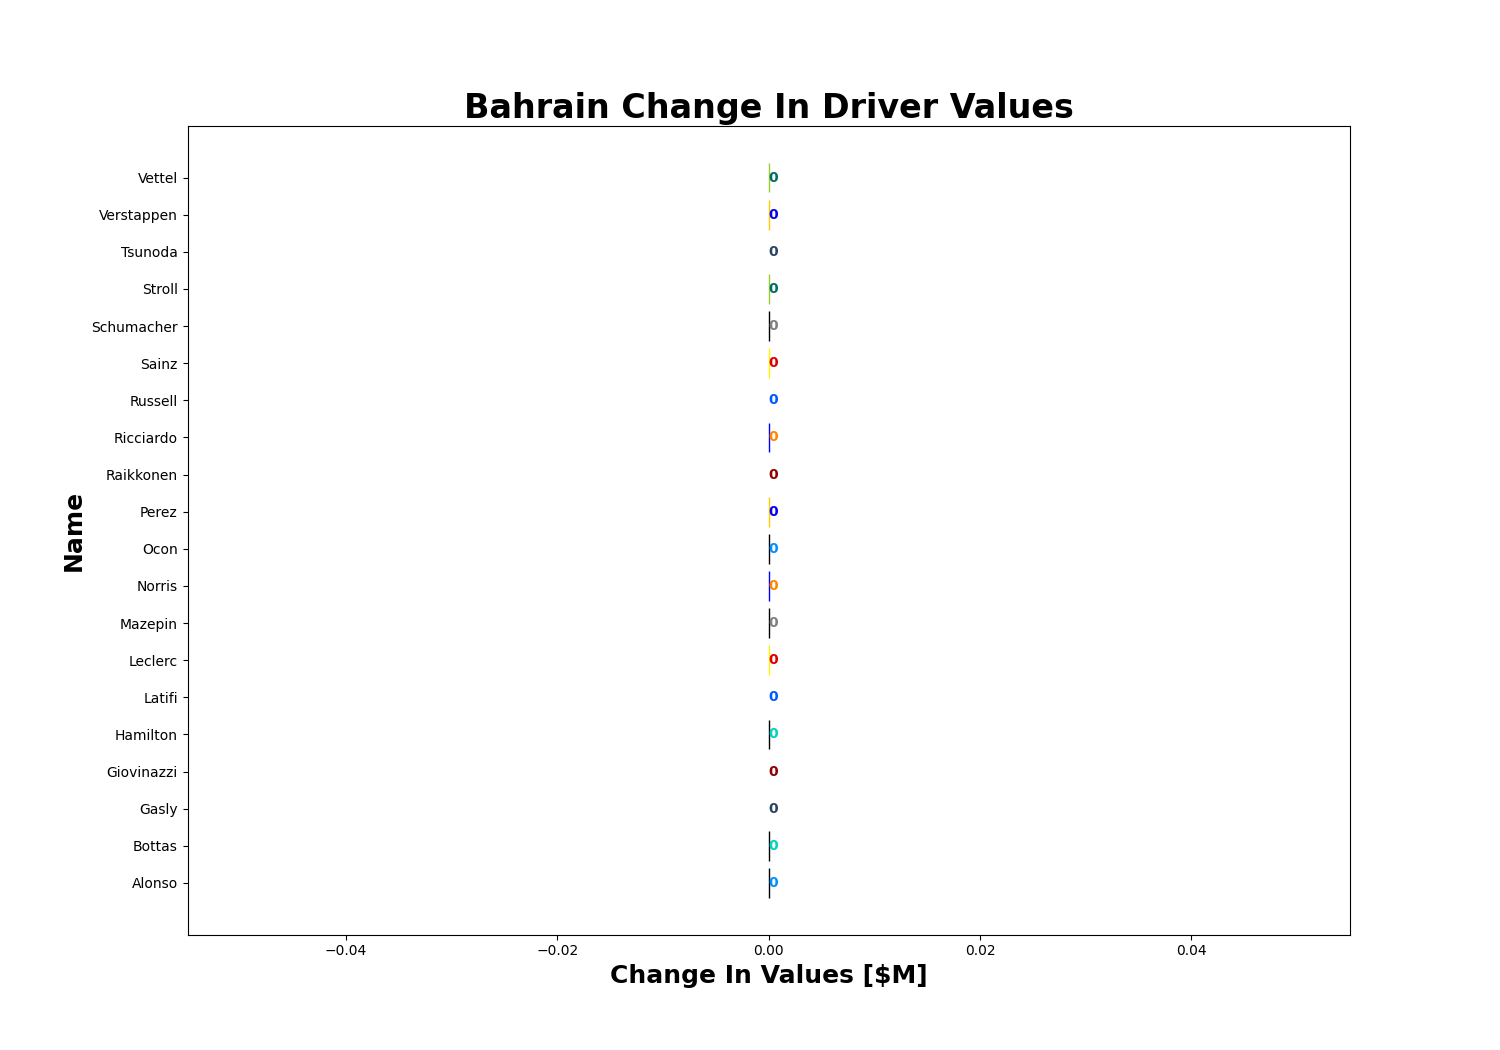 Bahrain Change In Driver Values
Vettel 0
Verstappen 0
Tsunoda 0
Stroll 0
Schumacher 0
Sainz 0
Russell 0
Ricciardo 0
Raikkonen 0
Perez 0
Ocon 0
Norris 0
Mazepin 0
Leclerc 0
Latifi 0
Hamilton 0
Giovinazzi 0
Gasly 0
Bottas 0
Alonso 0
Name
−0.04 −0.02 0.00 0.02 0.04
Change In Values [$M]